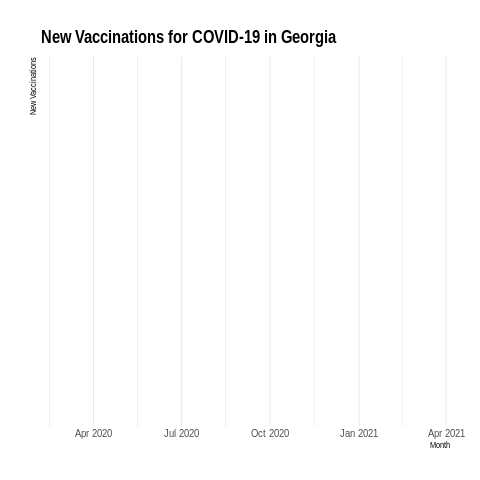 New Vaccinations for COVID-19 in Georgia
New Vaccinations
Apr 2020 Jul 2020 Oct 2020 Jan 2021 Apr 2021
Month